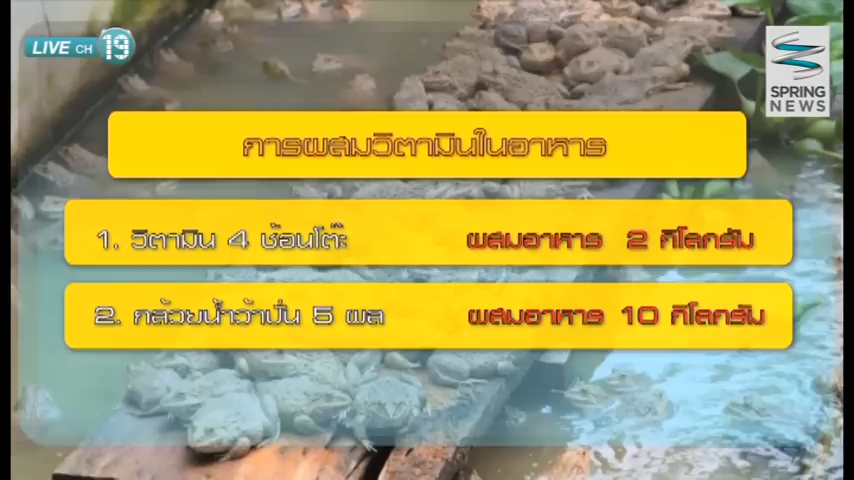 LIVE CH 19
SPRING
NEWS
การผสมวิตามินในอาหาร
1. วิตามิน 4 ช้อนโต๊ะ ผสมอาหาร 2 กิโลกรัม
2. กล้วยน้ำว้าปั่น 5 ผล ผสมอาหาร 10 กิโลกรัม